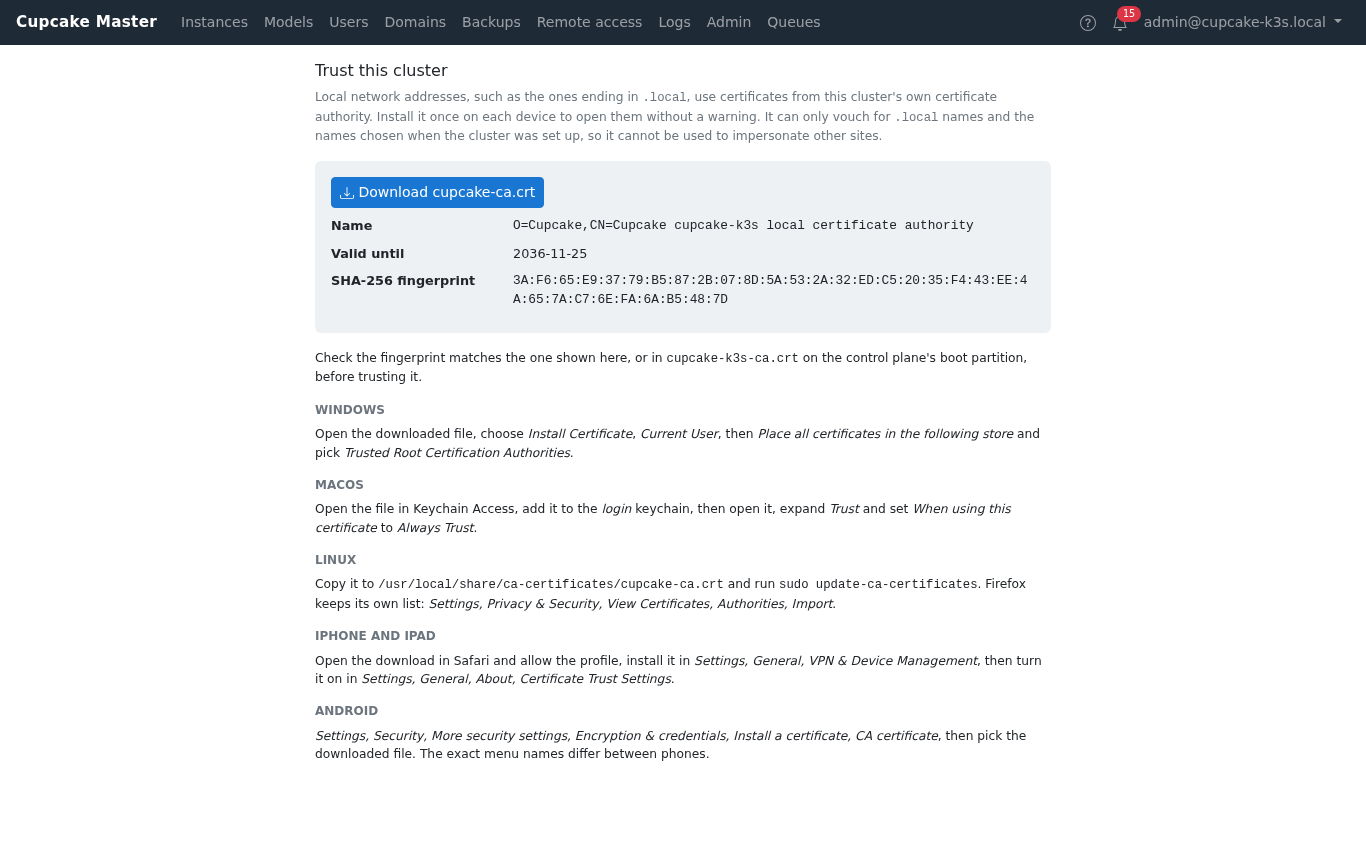 Cupcake Master Instances Models Users Domains Backups Remote access Logs Admin Queues 15 admin@cupcake-k3s.local
Trust this cluster
Local network addresses, such as the ones ending in .local, use certificates from this cluster's own certificate
authority. Install it once on each device to open them without a warning. It can only vouch for .local names and the
names chosen when the cluster was set up, so it cannot be used to impersonate other sites.
Download cupcake-ca.crt
Name O=Cupcake,CN=Cupcake cupcake-k3s local certificate authority
Valid until 2036-11-25
SHA-256 fingerprint 3A:F6:65:E9:37:79:B5:87:2B:07:8D:5A:53:2A:32:ED:C5:20:35:F4:43:EE:4
A:65:7A:C7:6E:FA:6A:B5:48:7D
Check the fingerprint matches the one shown here, or in cupcake-k3s-ca.crt on the control plane's boot partition,
before trusting it.
WINDOWS
Open the downloaded file, choose Install Certificate, Current User, then Place all certificates in the following store and
pick Trusted Root Certification Authorities.
MACOS
Open the file in Keychain Access, add it to the login keychain, then open it, expand Trust and set When using this
certificate to Always Trust.
LINUX
Copy it to /usr/local/share/ca-certificates/cupcake-ca.crt and run sudo update-ca-certificates. Firefox
keeps its own list: Settings, Privacy & Security, View Certificates, Authorities, Import.
IPHONE AND IPAD
Open the download in Safari and allow the profile, install it in Settings, General, VPN & Device Management, then turn
it on in Settings, General, About, Certificate Trust Settings.
ANDROID
Settings, Security, More security settings, Encryption & credentials, Install a certificate, CA certificate, then pick the
downloaded file. The exact menu names differ between phones.